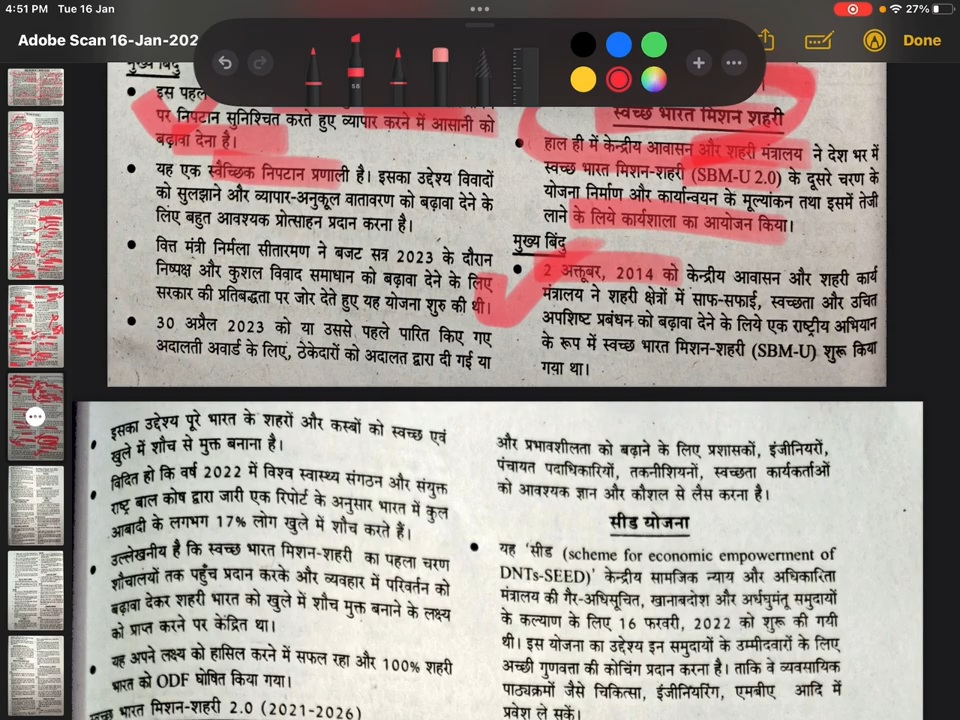 4:51 PM Tue 16 Jan
27%
Adobe Scan 16-Jan-202
Done
58
मुख्य बिंदु
इस पहल
पर निपटान सुनिश्चित करते हुए व्यापार करने में आसानी को
बढ़ावा देना है।
यह एक स्वैच्छिक निपटान प्रणाली है। इसका उद्देश्य विवादों
को सुलझाने और व्यापार-अनुकूल वातावरण को बढ़ावा देने के
लिए बहुत आवश्यक प्रोत्साहन प्रदान करना है।
वित्त मंत्री निर्मला सीतारमण ने बजट सत्र 2023 के दौरान
निष्पक्ष और कुशल विवाद समाधान को बढ़ावा देने के लिए
सरकार की प्रतिबद्धता पर जोर देते हुए यह योजना शुरु की थी।
30 अप्रैल 2023 को या उससे पहले पारित किए गए
अदालती अवार्ड के लिए, ठेकेदारों को अदालत द्वारा दी गई या
स्वच्छ भारत मिशन शहरी
हाल ही में केन्द्रीय आवासन और शहरी मंत्रालय ने देश भर में
स्वच्छ भारत मिशन-शहरी (SBM-U 2.0) के दूसरे चरण के
योजना निर्माण और कार्यान्वयन के मूल्यांकन तथा इसमें तेजी
लाने के लिये कार्यशाला का आयोजन किया।
मुख्य बिंदु
2 अक्तूबर, 2014 को केन्द्रीय आवासन और शहरी कार्य
मंत्रालय ने शहरी क्षेत्रों में साफ-सफाई, स्वच्छता और उचित
अपशिष्ट प्रबंधन को बढ़ावा देने के लिये एक राष्ट्रीय अभियान
के रूप में स्वच्छ भारत मिशन-शहरी (SBM-U) शुरू किया
गया था।
इसका उद्देश्य पूरे भारत के शहरों और कस्बों को स्वच्छ एवं
खुले में शौच से मुक्त बनाना है।
विदित हो कि वर्ष 2022 में विश्व स्वास्थ्य संगठन और संयुक्त
राष्ट्र बाल कोष द्वारा जारी एक रिपोर्ट के अनुसार भारत में कुल
आबादी के लगभग 17% लोग खुले में शौच करते हैं।
उल्लेखनीय है कि स्वच्छ भारत मिशन-शहरी का पहला चरण
शौचालयों तक पहुँच प्रदान करके और व्यवहार में परिवर्तन को
बढ़ावा देकर शहरी भारत को खुले में शौच मुक्त बनाने के लक्ष्य
को प्राप्त करने पर केंद्रित था।
यह अपने लक्ष्य को हासिल करने में सफल रहा और 100% शहरी
भारत को ODF घोषित किया गया।
स्वच्छ भारत मिशन-शहरी 2.0 (2021-2026)
और प्रभावशीलता को बढ़ाने के लिए प्रशासकों, इंजीनियरों,
पंचायत पदाधिकारियों, तकनीशियनों, स्वच्छता कार्यकर्ताओं
को आवश्यक ज्ञान और कौशल से लैस करना है।
सीड योजना
यह 'सीड (scheme for economic empowerment of
DNTs-SEED)' केन्द्रीय सामजिक न्याय और अधिकारिता
मंत्रालय की गैर-अधिसूचित, खानाबदोश और अर्धघुमंतू समुदायों
के कल्याण के लिए 16 फरवरी, 2022 को शुरू की गयी
थी। इस योजना का उद्देश्य इन समुदायों के उम्मीदवारों के लिए
अच्छी गुणवता की कोचिंग प्रदान करना है। ताकि वे व्यवसायिक
पाठ्यक्रमों जैसे चिकित्सा, इंजीनियरिंग, एमबीए आदि में
प्रवेश ले सकें।